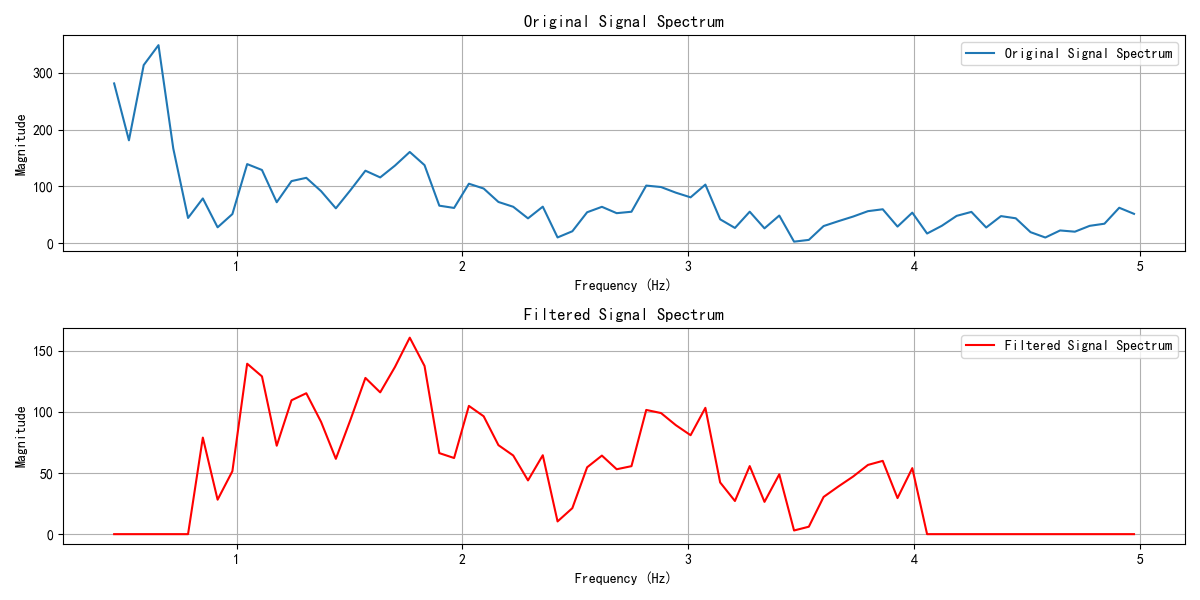 Original Signal Spectrum
Original Signal Spectrum
Magnitude
300
200
100
0
1 2 3 4 5
Frequency (Hz)
Filtered Signal Spectrum
Filtered Signal Spectrum
Magnitude
150
100
50
0
1 2 3 4 5
Frequency (Hz)